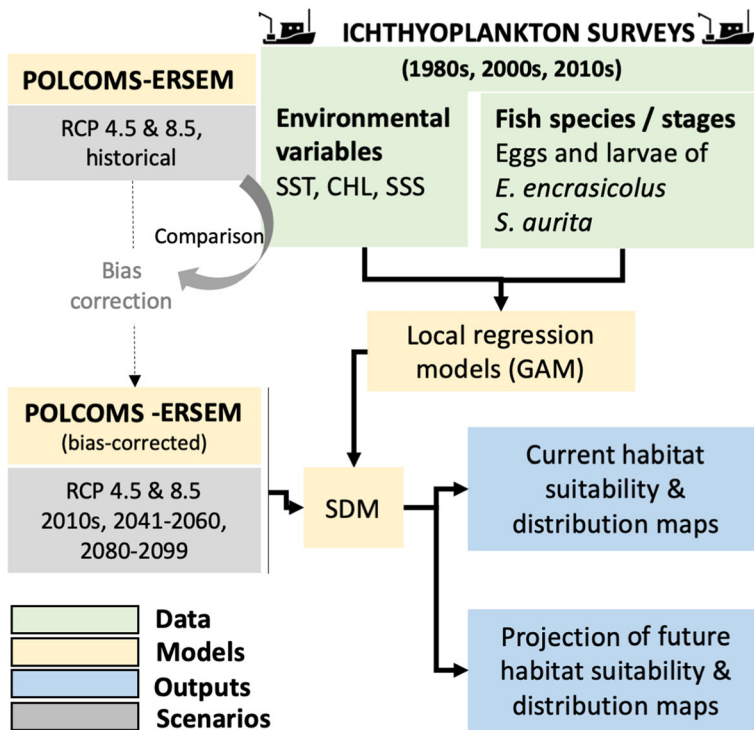 ICHTHYOPLANKTON SURVEYS
(1980s, 2000s, 2010s)
POLCOMS-ERSEM
RCP 4.5 & 8.5,
historical
Environmental
variables
SST, CHL, SSS
Fish species / stages
Eggs and larvae of
E. encrasicolus
S. aurita
Comparison
Bias
correction
Local regression
models (GAM)
POLCOMS -ERSEM
(bias-corrected)
RCP 4.5 & 8.5
2010s, 2041-2060,
2080-2099
SDM
Current habitat
suitability &
distribution maps
Projection of future
habitat suitability &
distribution maps
Data
Models
Outputs
Scenarios